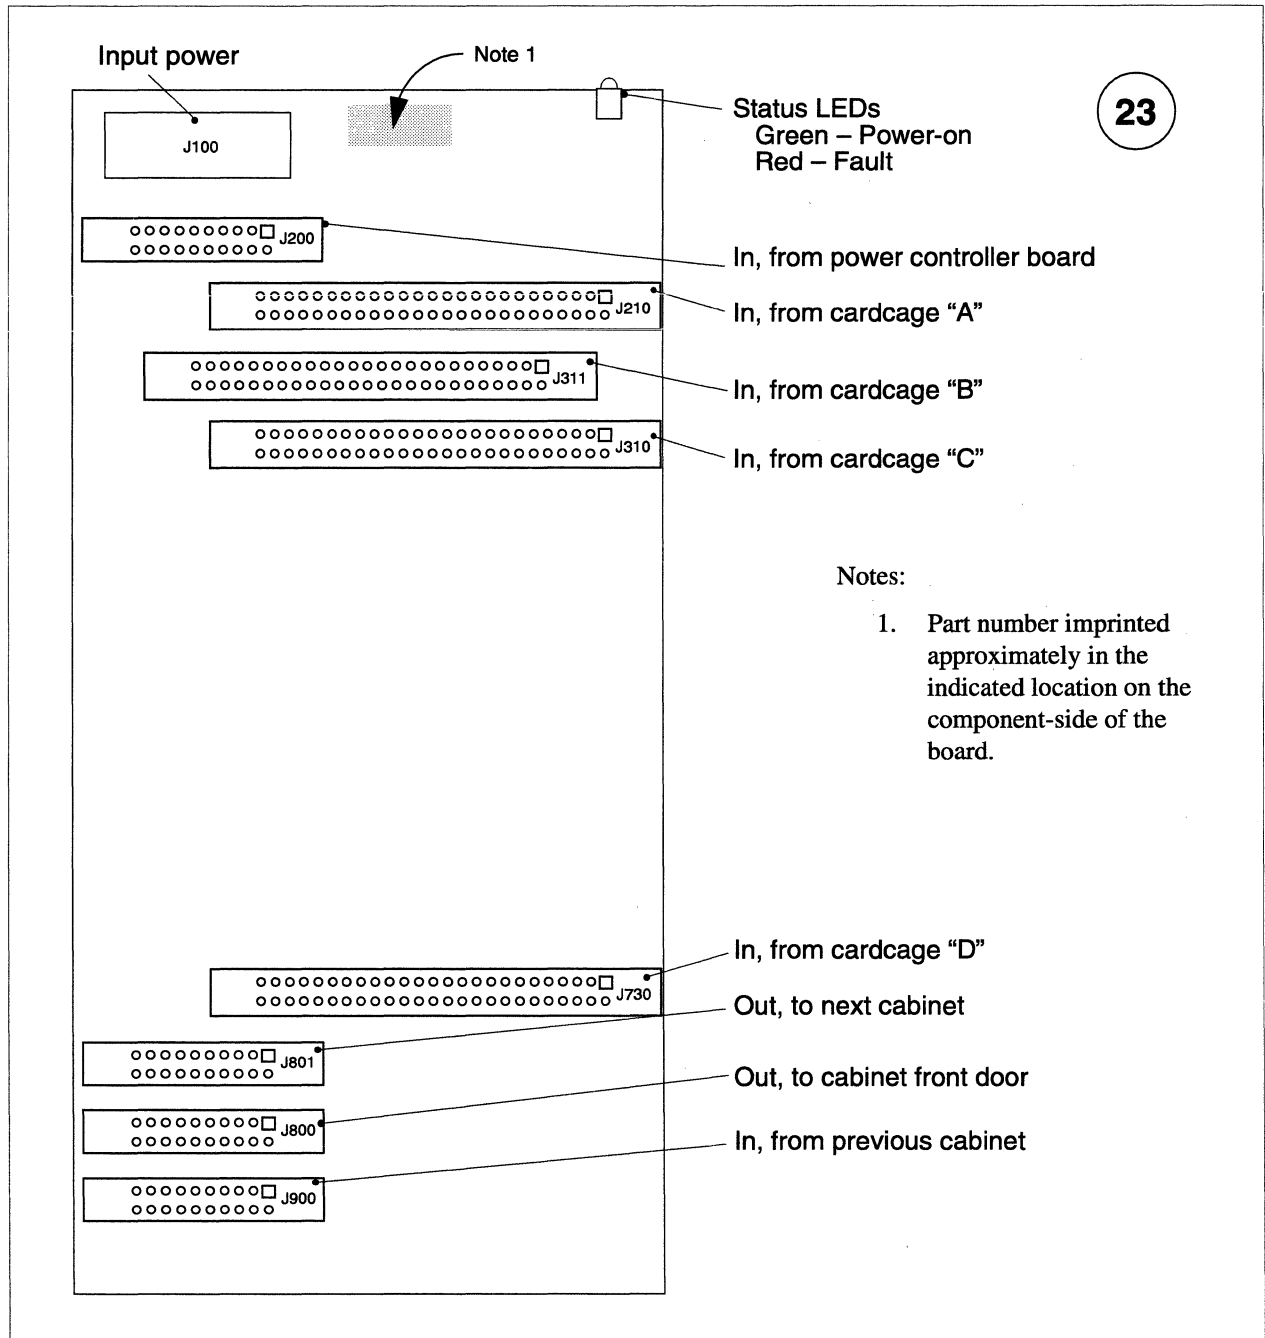 Input power
Note 1
J100
Status LEDs
Green – Power-on
Red – Fault
23
J200
In, from power controller board
J210
In, from cardcage “A”
J311
In, from cardcage “B”
J310
In, from cardcage “C”
Notes:
1. Part number imprinted
approximately in the
indicated location on the
component-side of the
board.
In, from cardcage “D”
J730
Out, to next cabinet
J801
Out, to cabinet front door
J800
In, from previous cabinet
J900